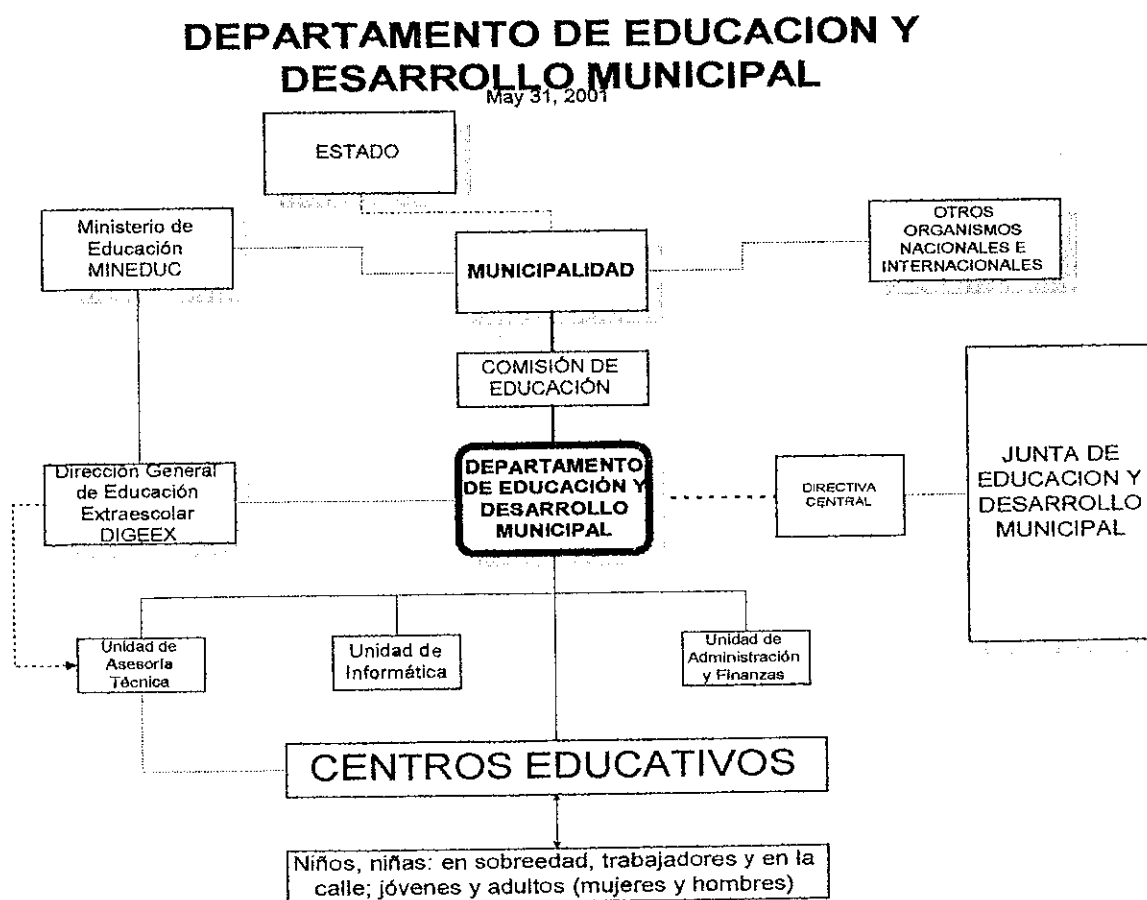 DEPARTAMENTO DE EDUCACION Y
DESARROLLO MUNICIPAL
May 31, 2001
ESTADO
Ministerio de
Educación
MINEDUC
MUNICIPALIDAD
OTROS
ORGANISMOS
NACIONALES E
INTERNACIONALES
COMISIÓN DE
EDUCACIÓN
Dirección General
de Educación
Extraescolar
DIGEEX
DEPARTAMENTO
DE EDUCACIÓN Y
DESARROLLO
MUNICIPAL
DIRECTIVA
CENTRAL
JUNTA DE
EDUCACION Y
DESARROLLO
MUNICIPAL
Unidad de
Asesoría
Técnica
Unidad de
Informática
Unidad de
Administración
y Finanzas
CENTROS EDUCATIVOS
Niños, niñas: en sobreedad, trabajadores y en la
calle; jóvenes y adultos (mujeres y hombres)